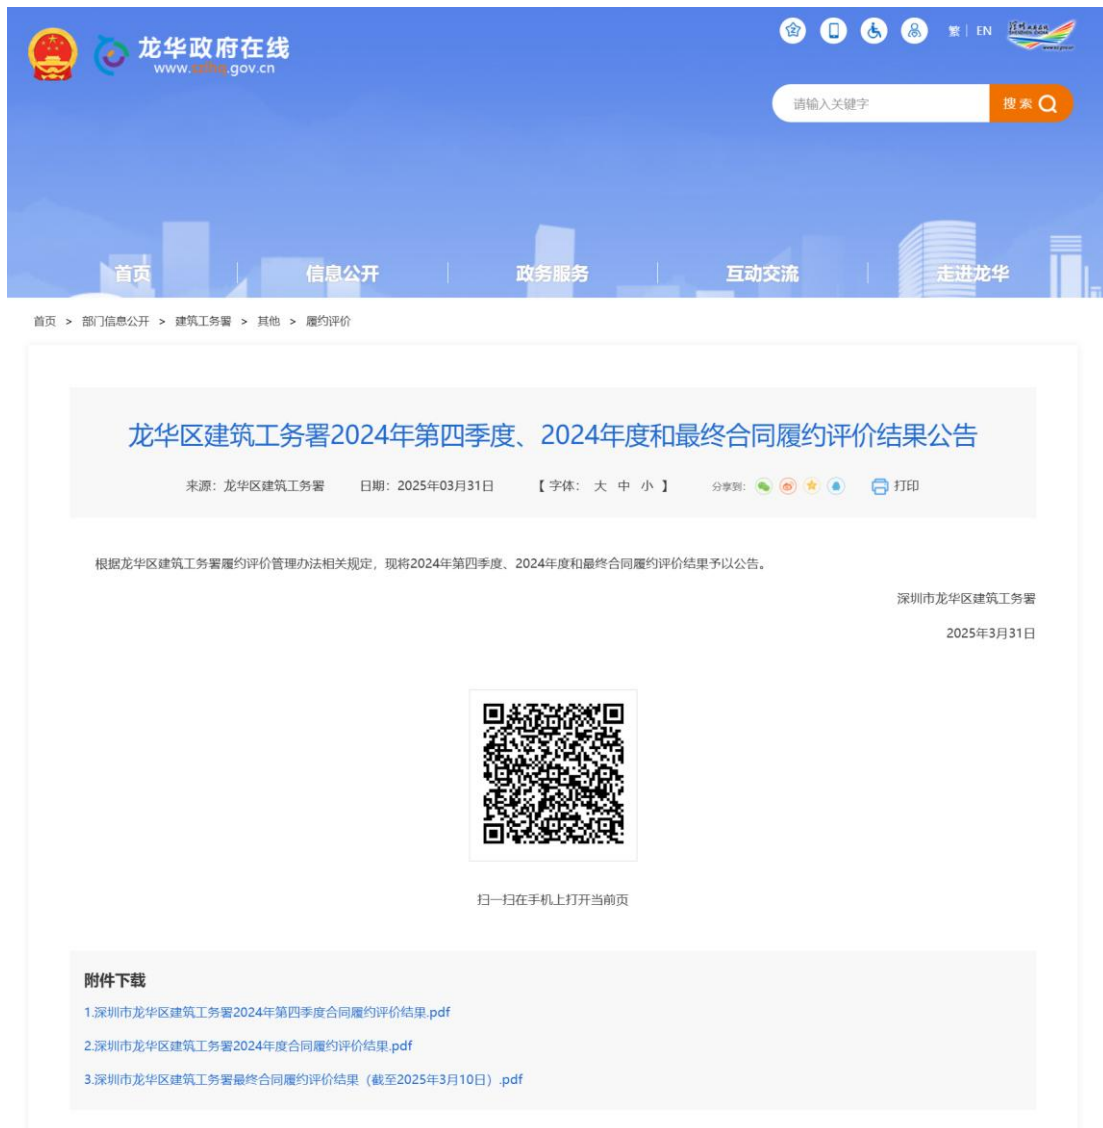 龙华政府在线
www.szlhq.gov.cn
繁 | EN
请输入关键字
搜索
首页
信息公开
政务服务
互动交流
走进龙华
首页 > 部门信息公开 > 建筑工务署 > 其他 > 履约评价
龙华区建筑工务署2024年第四季度、2024年度和最终合同履约评价结果公告
来源：龙华区建筑工务署 日期：2025年03月31日 【 字体： 大 中 小 】 分享到： 打印
根据龙华区建筑工务署履约评价管理办法相关规定，现将2024年第四季度、2024年度和最终合同履约评价结果予以公告。
深圳市龙华区建筑工务署
2025年3月31日
扫一扫在手机上打开当前页
附件下载
1.深圳市龙华区建筑工务署2024年第四季度合同履约评价结果.pdf
2.深圳市龙华区建筑工务署2024年度合同履约评价结果.pdf
3.深圳市龙华区建筑工务署最终合同履约评价结果（截至2025年3月10日）.pdf